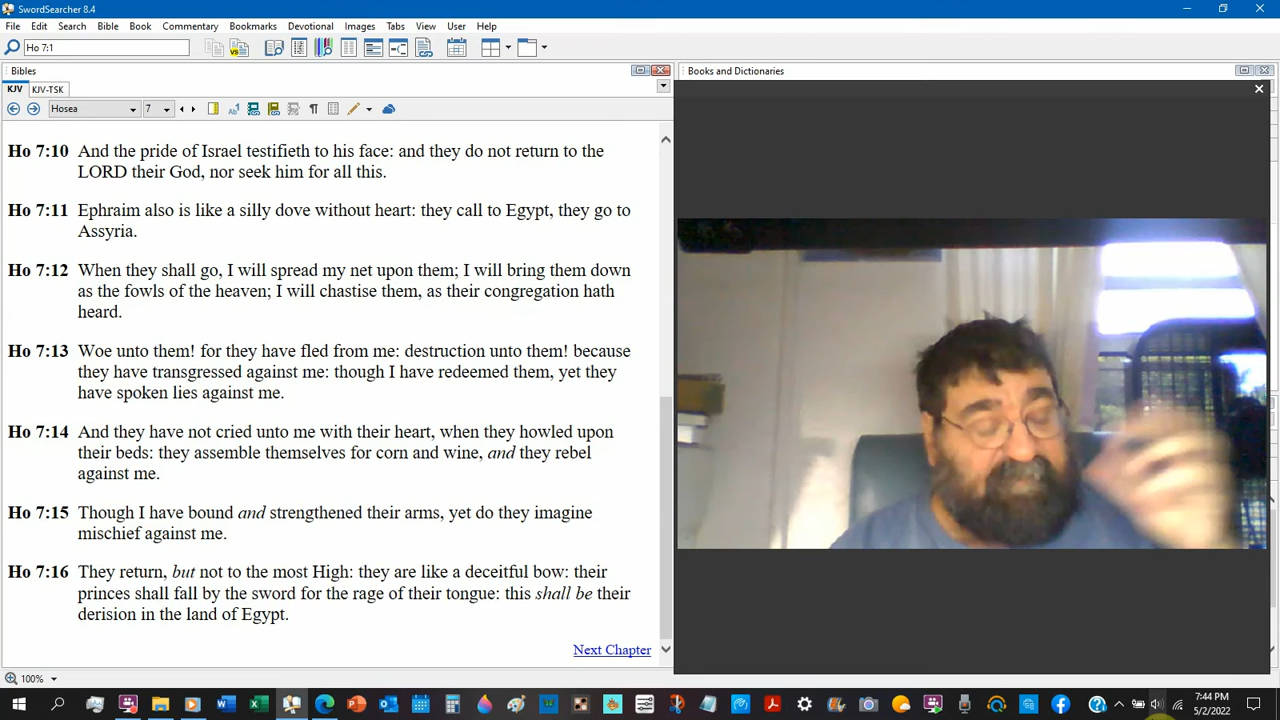 SwordSearcher 8.4
File Edit Search Bible Book Commentary Bookmarks Devotional Images Tabs View User Help
Ho 7:1
Bibles
Books and Dictionaries
KJV KJV-TSK
Hosea 7
Ho 7:10 And the pride of Israel testifieth to his face: and they do not return to the
LORD their God, nor seek him for all this.
Ho 7:11 Ephraim also is like a silly dove without heart: they call to Egypt, they go to
Assyria.
Ho 7:12 When they shall go, I will spread my net upon them; I will bring them down
as the fowls of the heaven; I will chastise them, as their congregation hath
heard.
Ho 7:13 Woe unto them! for they have fled from me: destruction unto them! because
they have transgressed against me: though I have redeemed them, yet they
have spoken lies against me.
Ho 7:14 And they have not cried unto me with their heart, when they howled upon
their beds: they assemble themselves for corn and wine, and they rebel
against me.
Ho 7:15 Though I have bound and strengthened their arms, yet do they imagine
mischief against me.
Ho 7:16 They return, but not to the most High: they are like a deceitful bow: their
princes shall fall by the sword for the rage of their tongue: this shall be their
derision in the land of Egypt.
Next Chapter
100%
7:44 PM
5/2/2022